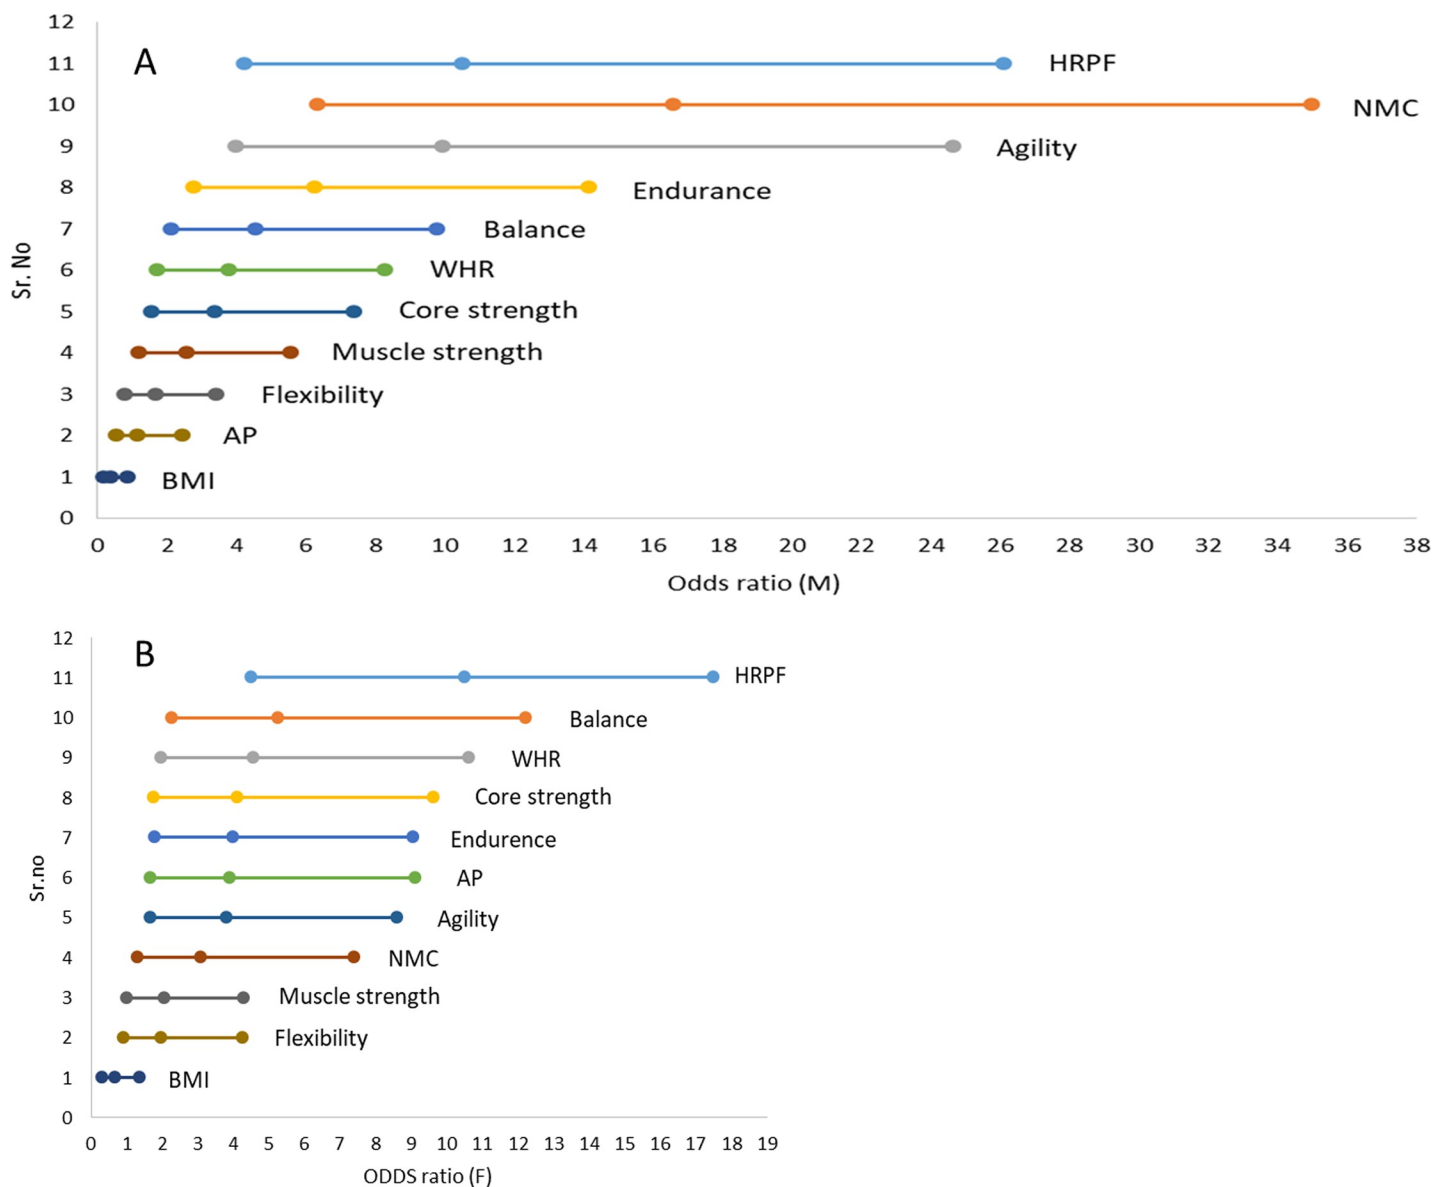 12
A
11
HRPF
10
NMC
9
Agility
8
Endurance
7
Balance
6
WHR
5
Core strength
4
Muscle strength
3
Flexibility
2
AP
1
BMI
0
Sr. No
0 2 4 6 8 10 12 14 16 18 20 22 24 26 28 30 32 34 36 38
Odds ratio (M)
12
B
11
HRPF
10
Balance
9
WHR
8
Core strength
7
Endurence
6
AP
5
Agility
4
NMC
3
Muscle strength
2
Flexibility
1
BMI
0
Sr.no
0 1 2 3 4 5 6 7 8 9 10 11 12 13 14 15 16 17 18 19
ODDS ratio (F)